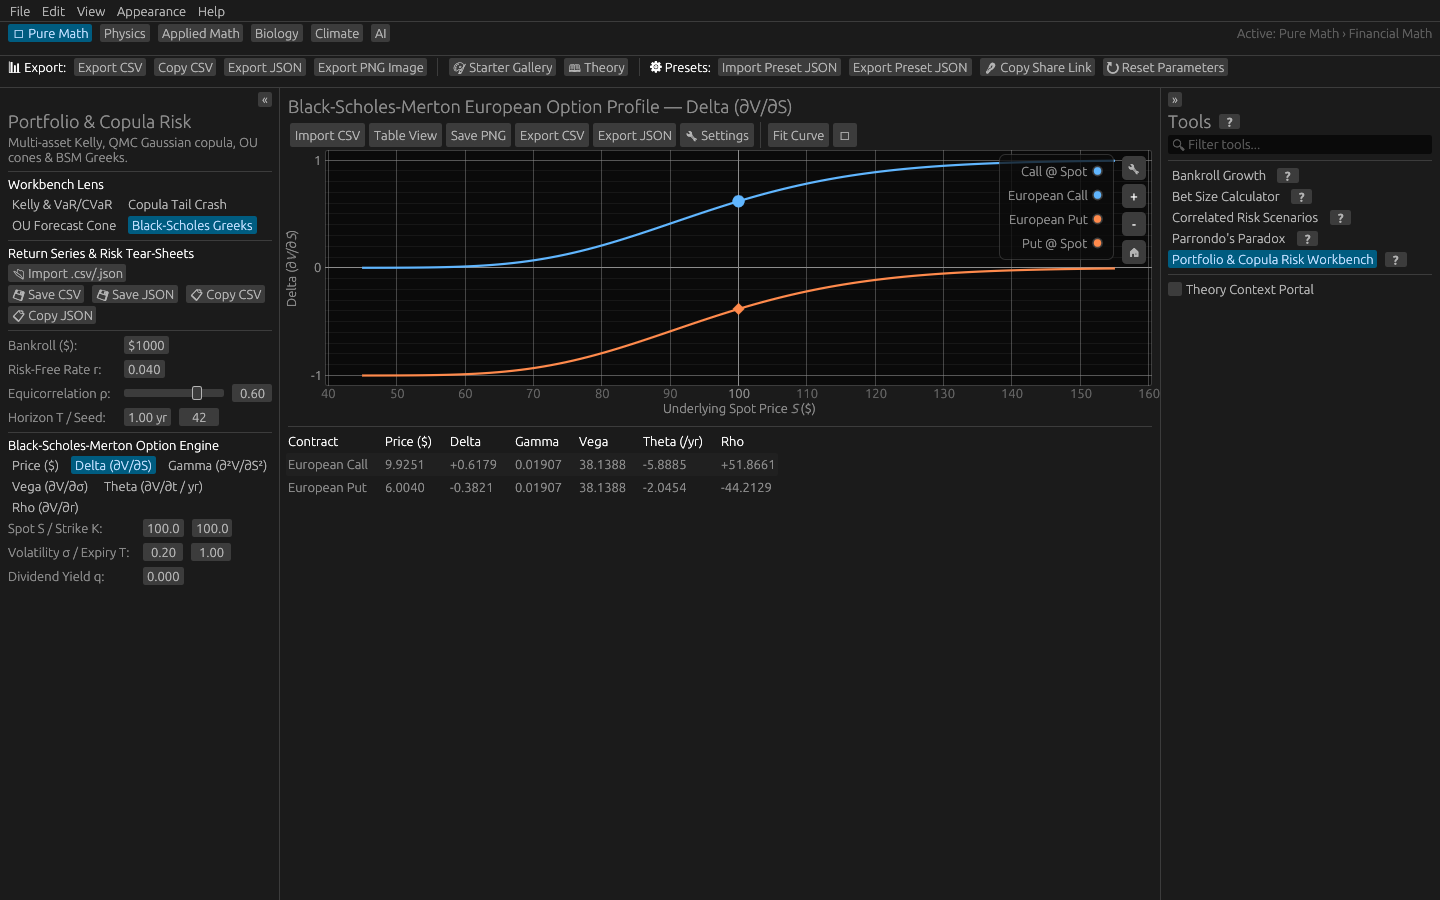 File Edit View Appearance Help
Pure Math Physics Applied Math Biology Climate AI Active: Pure Math › Financial Math
Export: Export CSV Copy CSV Export JSON Export PNG Image Starter Gallery Theory Presets: Import Preset JSON Export Preset JSON Copy Share Link Reset Parameters
«
Portfolio & Copula Risk
Multi-asset Kelly, QMC Gaussian copula, OU
cones & BSM Greeks.
Workbench Lens
Kelly & VaR/CVaR Copula Tail Crash
OU Forecast Cone Black-Scholes Greeks
Return Series & Risk Tear-Sheets
Import .csv/.json
Save CSV Save JSON Copy CSV
Copy JSON
Bankroll ($): $1000
Risk-Free Rate r: 0.040
Equicorrelation ρ: 0.60
Horizon T / Seed: 1.00 yr 42
Black-Scholes-Merton Option Engine
Price ($) Delta (∂V/∂S) Gamma (∂²V/∂S²)
Vega (∂V/∂σ) Theta (∂V/∂t / yr)
Rho (∂V/∂r)
Spot S / Strike K: 100.0 100.0
Volatility σ / Expiry T: 0.20 1.00
Dividend Yield q: 0.000
Black-Scholes-Merton European Option Profile — Delta (∂V/∂S)
Import CSV Table View Save PNG Export CSV Export JSON Settings Fit Curve
Delta (∂V/∂S)
1
0
-1
Call @ Spot
European Call
European Put
Put @ Spot
+
-
40 50 60 70 80 90 100 110 120 130 140 150 160
Underlying Spot Price S ($)
Contract Price ($) Delta Gamma Vega Theta (/yr) Rho
European Call 9.9251 +0.6179 0.01907 38.1388 -5.8885 +51.8661
European Put 6.0040 -0.3821 0.01907 38.1388 -2.0454 -44.2129
»
Tools ?
Filter tools...
Bankroll Growth ?
Bet Size Calculator ?
Correlated Risk Scenarios ?
Parrondo's Paradox ?
Portfolio & Copula Risk Workbench ?
Theory Context Portal